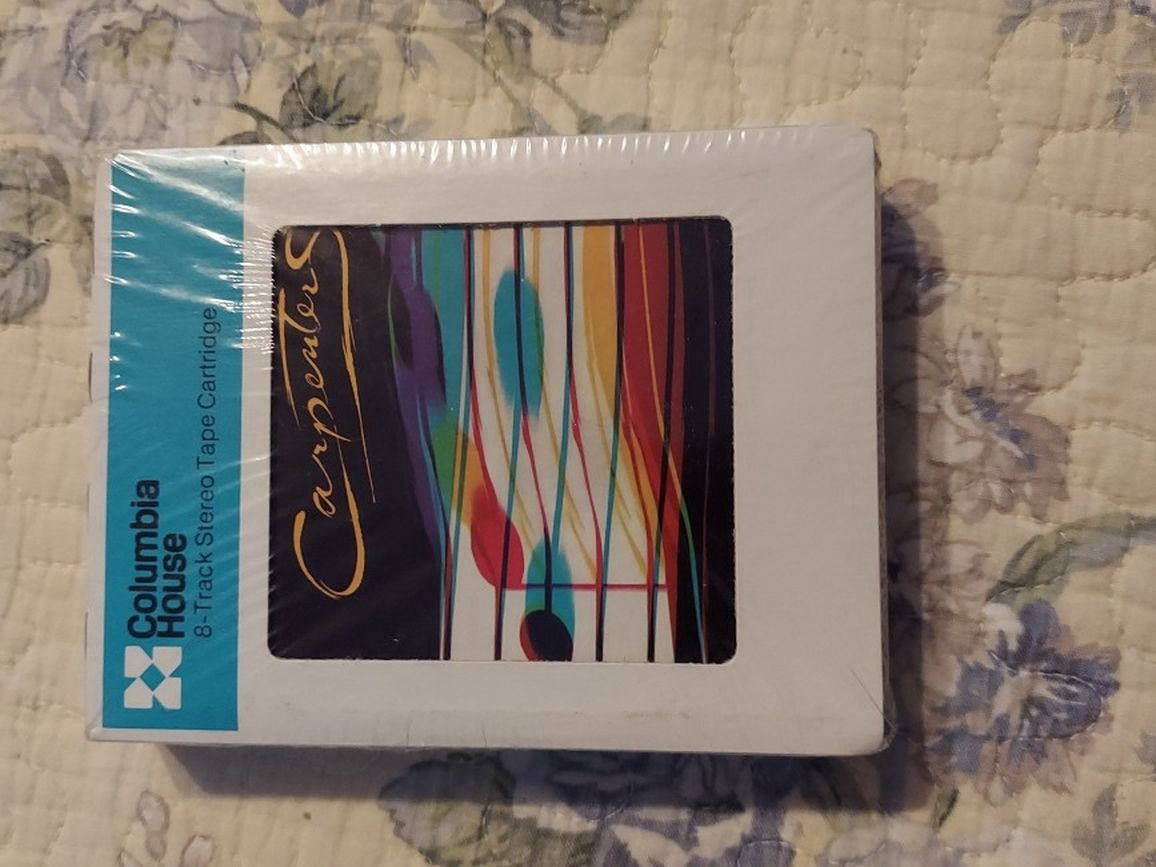 Columbia
House
8-Track Stereo Tape Cartridge
Carpenters